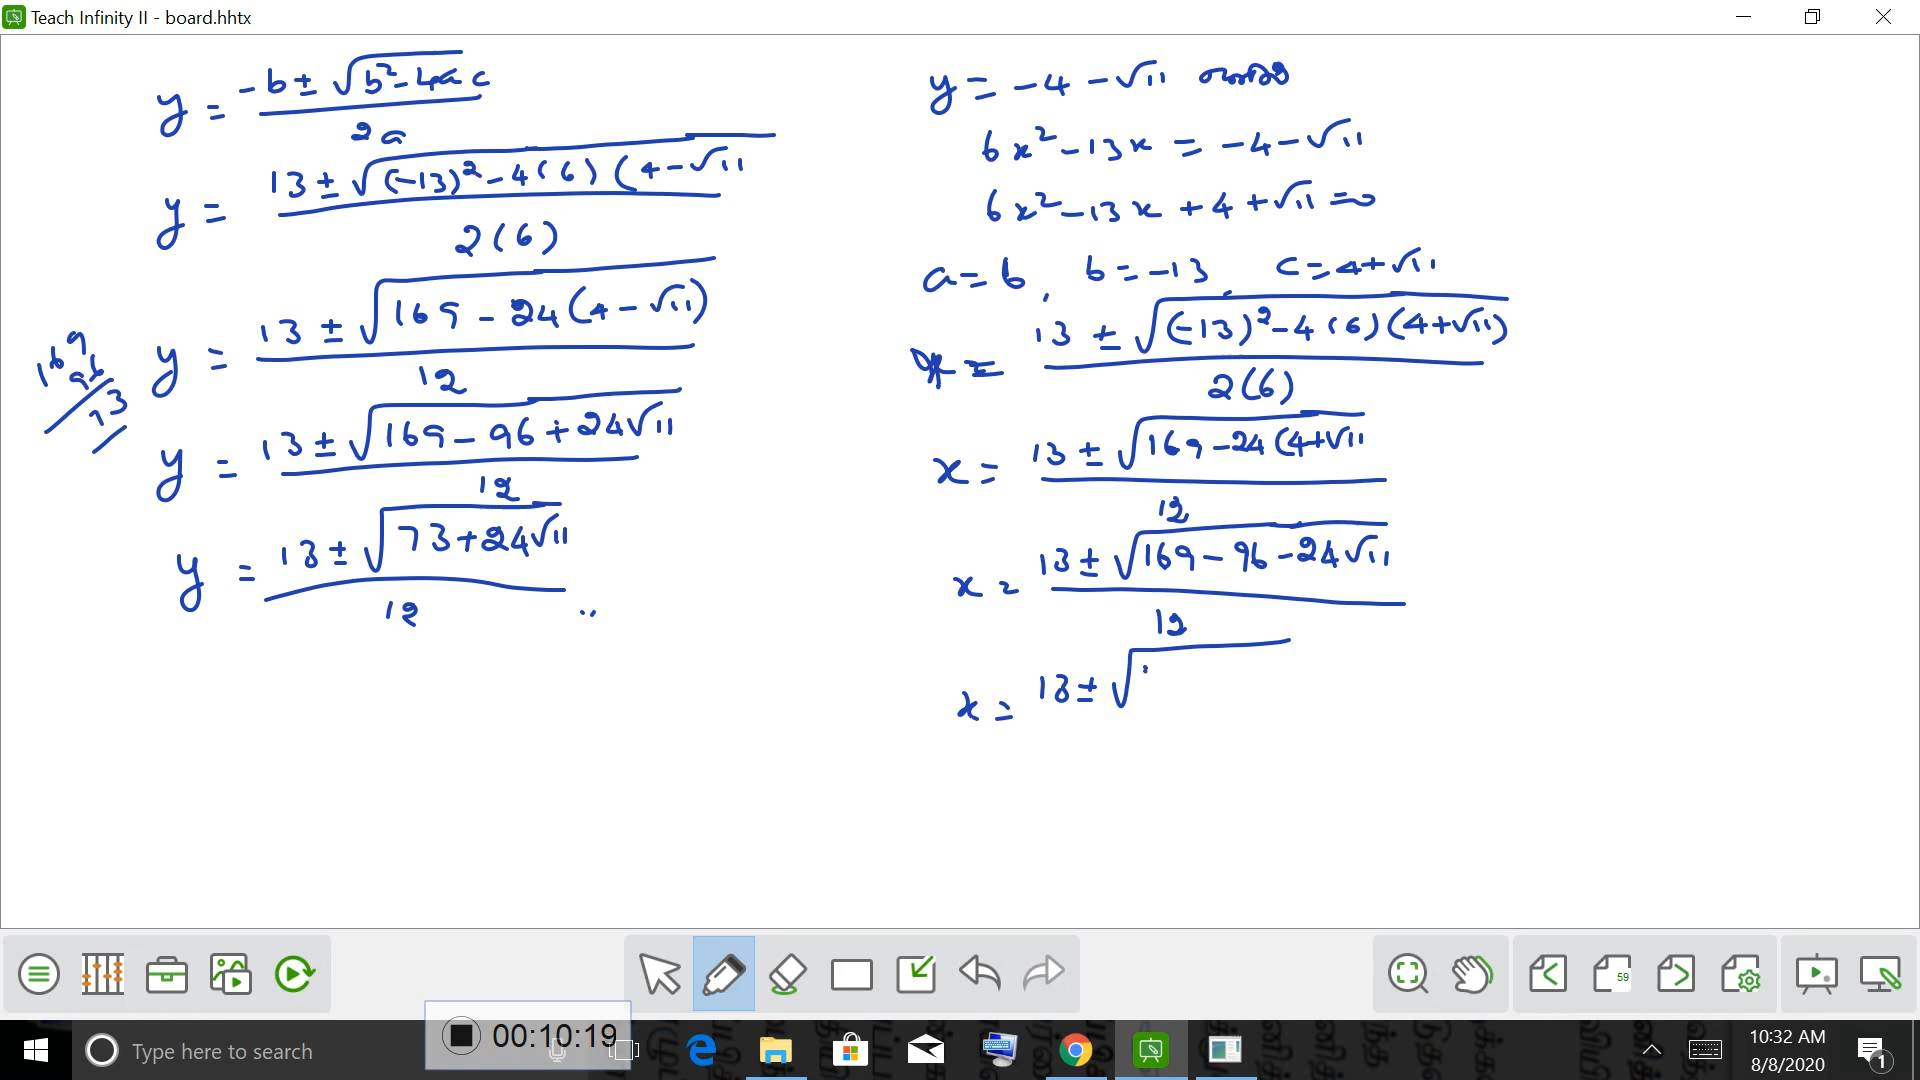 Teach Infinity II - board.hhtx
y = -b ± √b² - 4ac / 2a
y = 13 ± √(-13)² - 4(6)(4 - √11 / 2(6)
y = 13 ± √169 - 24(4 - √11) / 12
169
96
73
y = 13 ± √169 - 96 + 24√11 / 12
y = 13 ± √73 + 24√11 / 12 ..
y = -4 - √11
6x² - 13x = -4 - √11
6x² - 13x + 4 + √11 = 0
a = 6, b = -13, c = 4 + √11
x = 13 ± √(-13)² - 4(6)(4 + √11) / 2(6)
x = 13 ± √169 - 24(4 + √11 / 12
x = 13 ± √169 - 96 - 24√11 / 12
x = 13 ± √
59
Type here to search
00:10:19
10:32 AM
8/8/2020
1